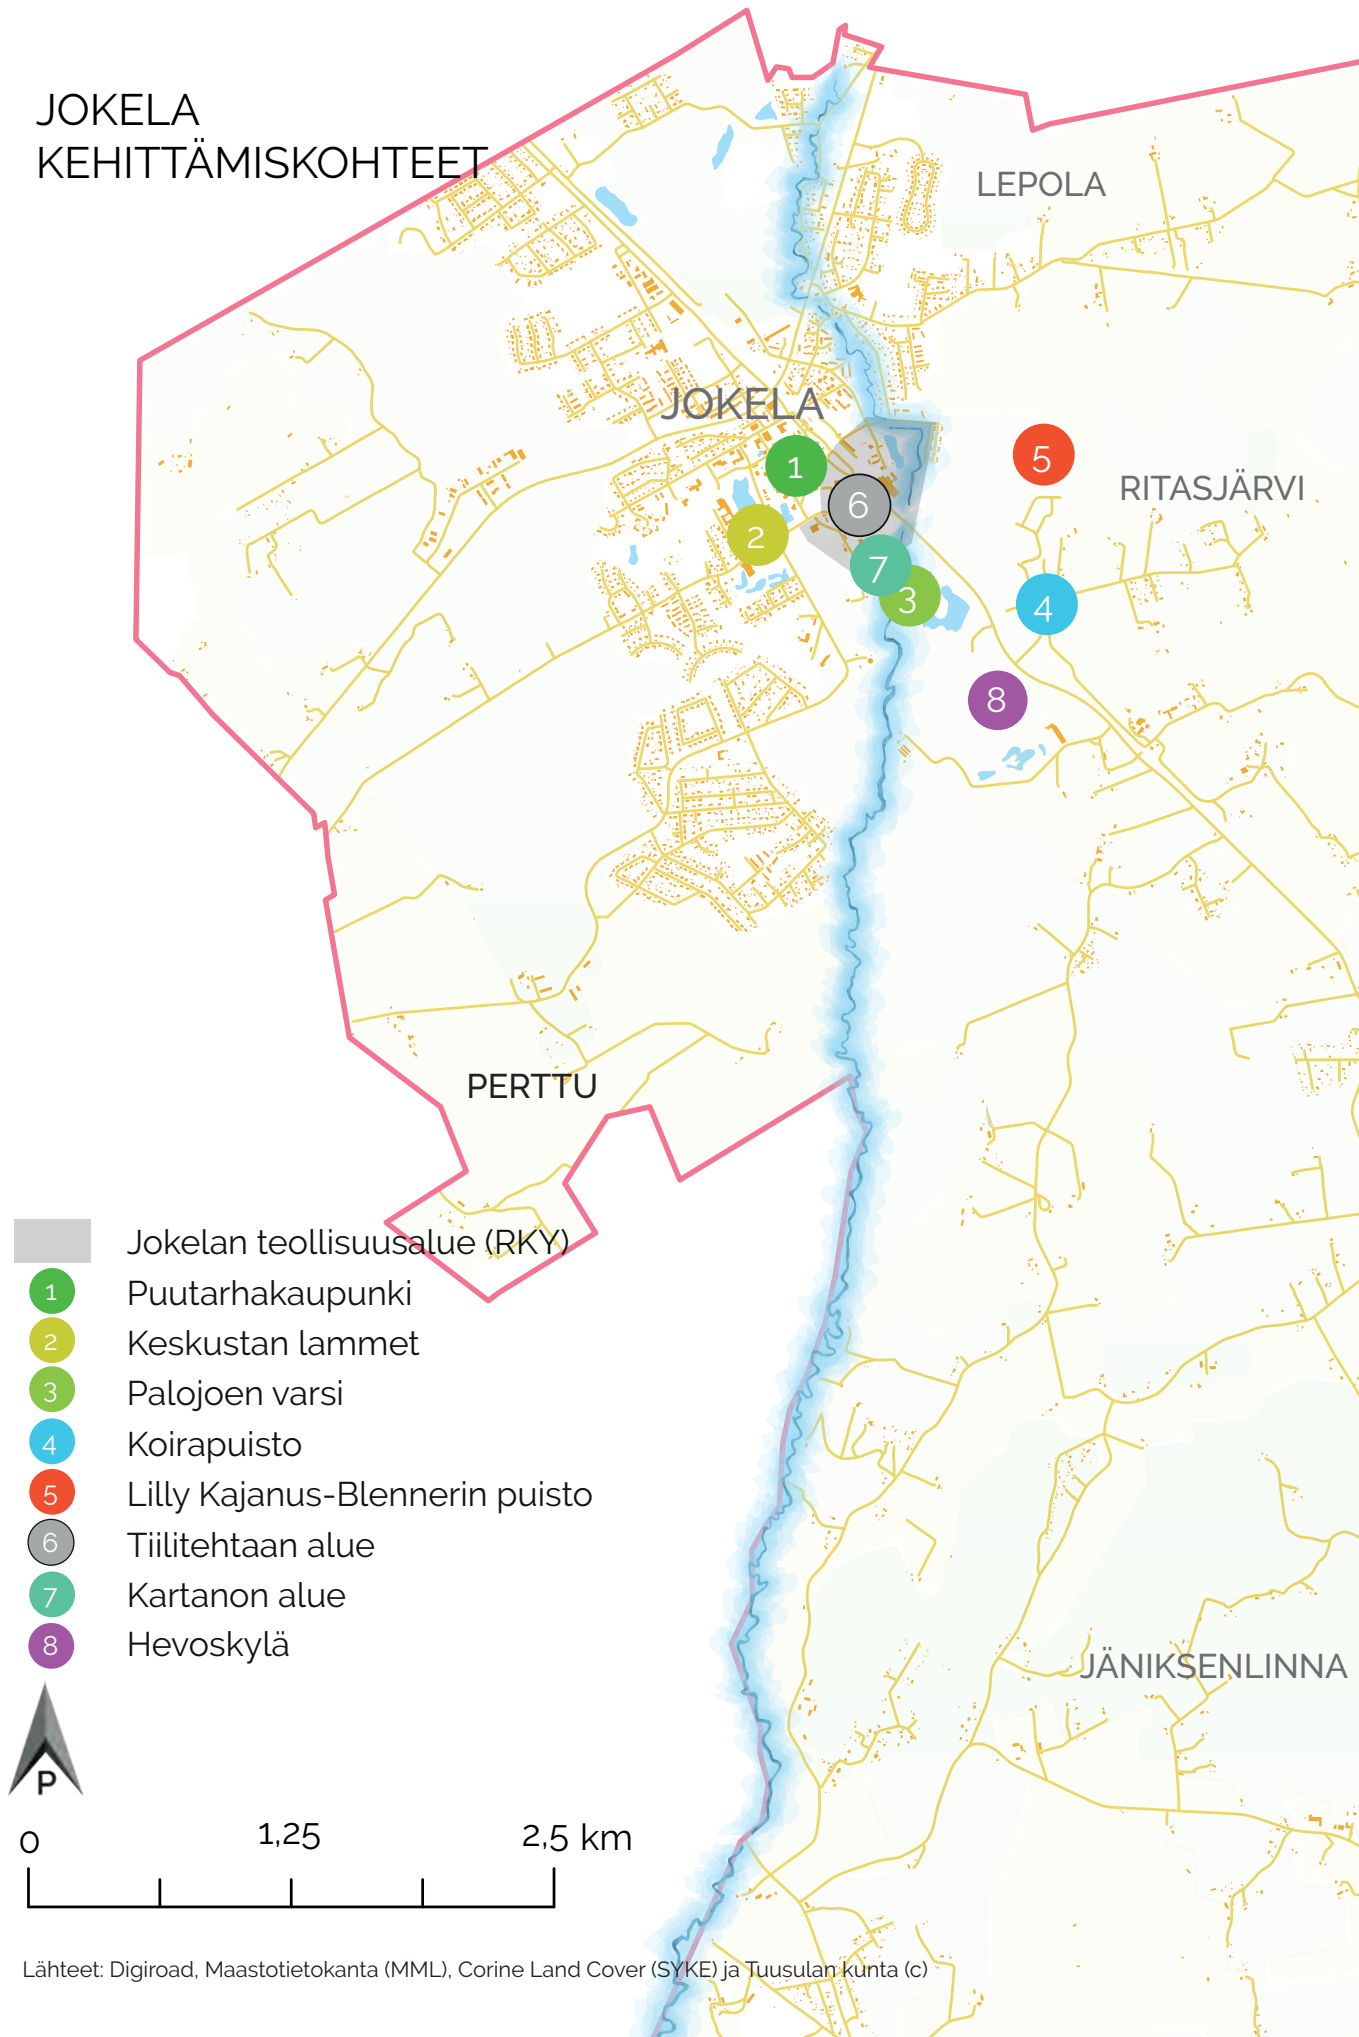 JOKELA
KEHITTÄMISKOHTEET
LEPOLA
JOKELA
1
5
RITASJÄRVI
6
2
7
3
4
8
PERTTU
Jokelan teollisuusalue (RKY)
1 Puutarhakaupunki
2 Keskustan lammet
3 Palojoen varsi
4 Koirapuisto
5 Lilly Kajanus-Blennerin puisto
6 Tiilitehtaan alue
7 Kartanon alue
8 Hevoskylä
JÄNIKSENLINNA
P
0 1,25 2,5 km
Lähteet: Digiroad, Maastotietokanta (MML), Corine Land Cover (SYKE) ja Tuusulan kunta (c)